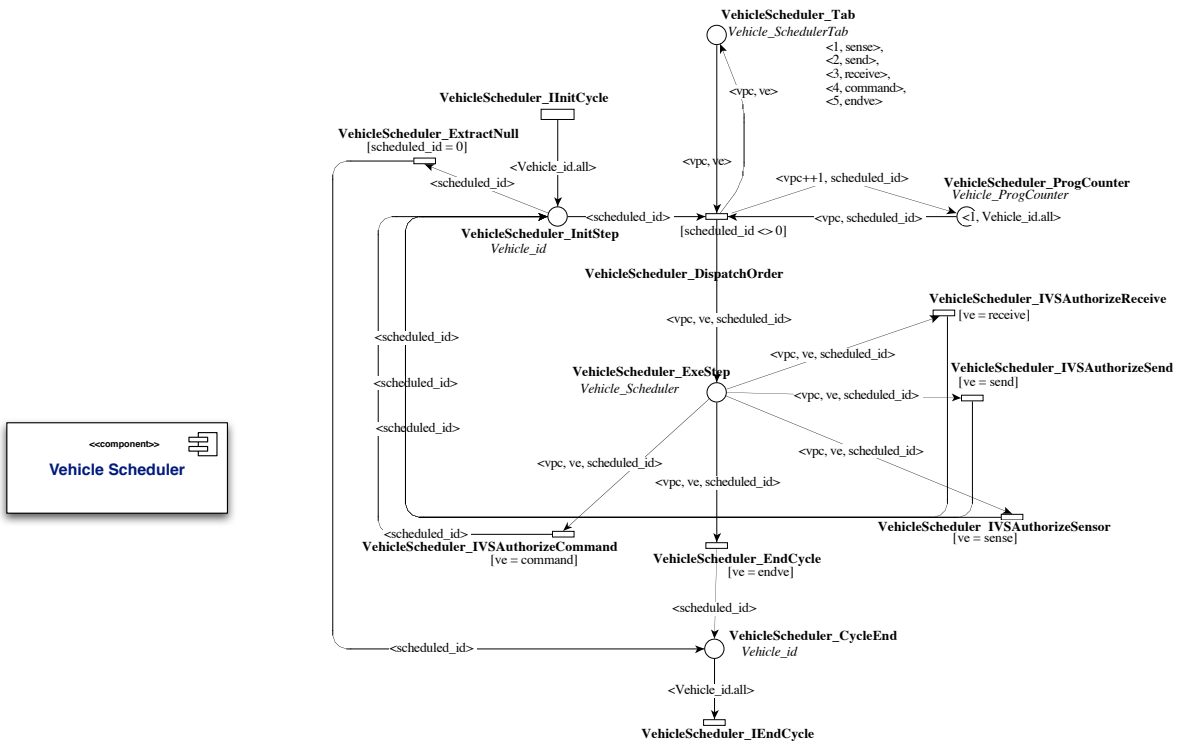 VehicleScheduler_Tab
Vehicle_SchedulerTab
<1, sense>,
<2, send>,
<3, receive>,
<4, command>,
<5, endve>
<vpc, ve>
VehicleScheduler_IInitCycle
VehicleScheduler_ExtractNull
[scheduled_id = 0]
<vpc, ve>
<Vehicle_id.all>
<scheduled_id>
<vpc++1, scheduled_id>
VehicleScheduler_ProgCounter
Vehicle_ProgCounter
<scheduled_id>
<vpc, scheduled_id>
<1, Vehicle_id.all>
VehicleScheduler_InitStep
Vehicle_id
[scheduled_id <> 0]
VehicleScheduler_DispatchOrder
VehicleScheduler_IVSAuthorizeReceive
[ve = receive]
<vpc, ve, scheduled_id>
<scheduled_id>
<vpc, ve, scheduled_id>
VehicleScheduler_ExeStep
Vehicle_Scheduler
VehicleScheduler_IVSAuthorizeSend
[ve = send]
<scheduled_id>
<vpc, ve, scheduled_id>
<scheduled_id>
<<component>>
Vehicle Scheduler
<vpc, ve, scheduled_id>
<vpc, ve, scheduled_id>
<vpc, ve, scheduled_id>
VehicleScheduler_IVSAuthorizeSensor
[ve = sense]
<scheduled_id>
VehicleScheduler_IVSAuthorizeCommand
[ve = command]
VehicleScheduler_EndCycle
[ve = endve]
<scheduled_id>
VehicleScheduler_CycleEnd
Vehicle_id
<scheduled_id>
<Vehicle_id.all>
VehicleScheduler_IEndCycle